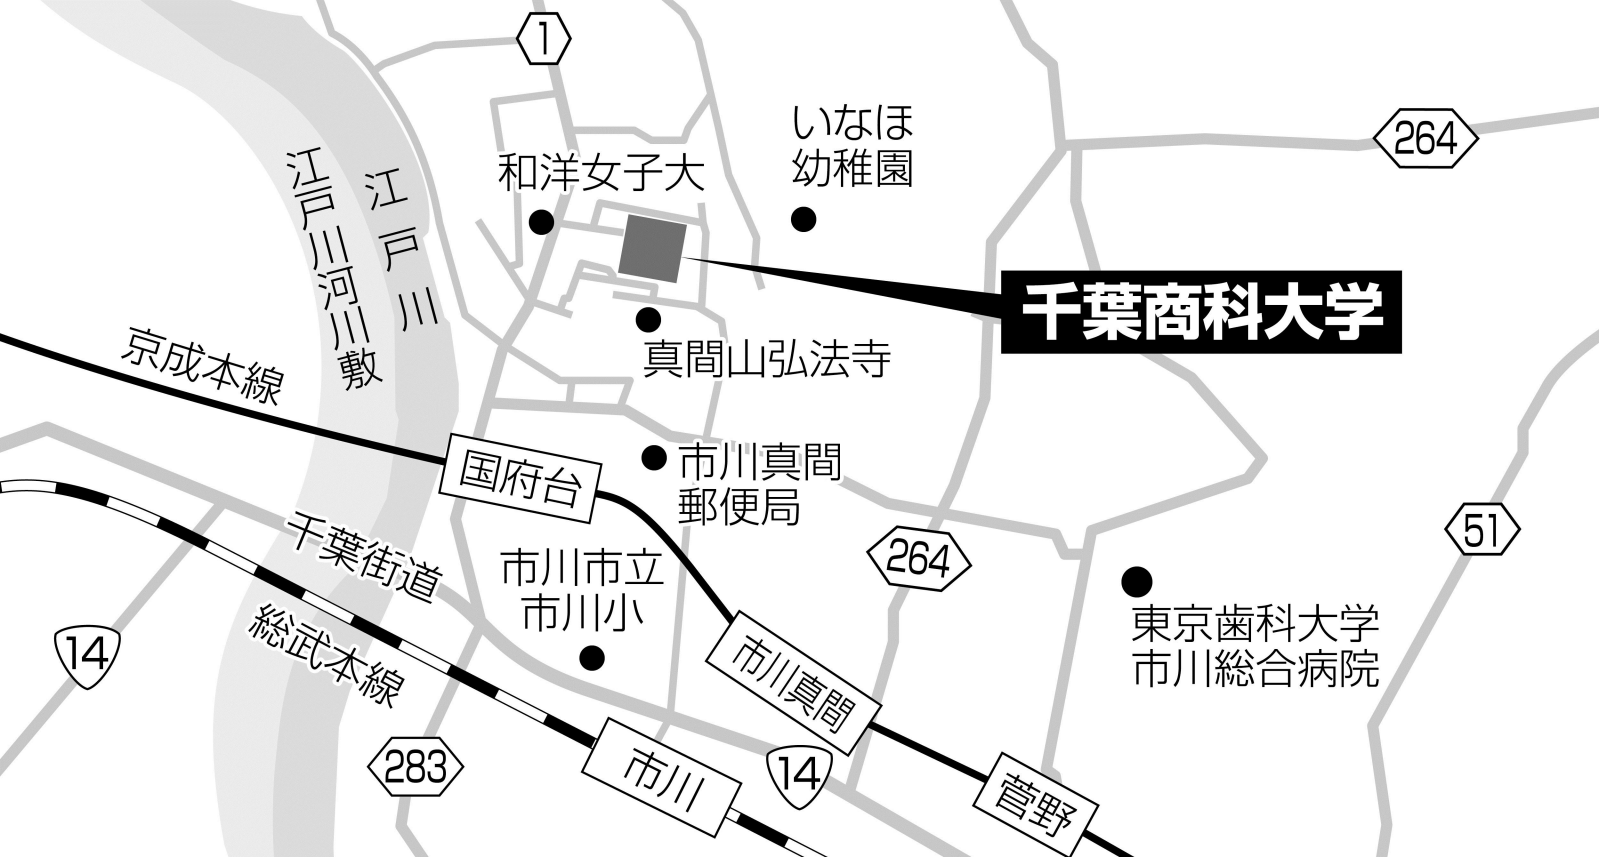 1
いなほ
幼稚園
264
和洋女子大
江戸川河川敷
江戸川
千葉商科大学
真間山弘法寺
京成本線
国府台
市川真間
郵便局
51
千葉街道
市川市立
市川小
264
東京歯科大学
市川総合病院
14
総武本線
市川真間
283
市川
14
菅野